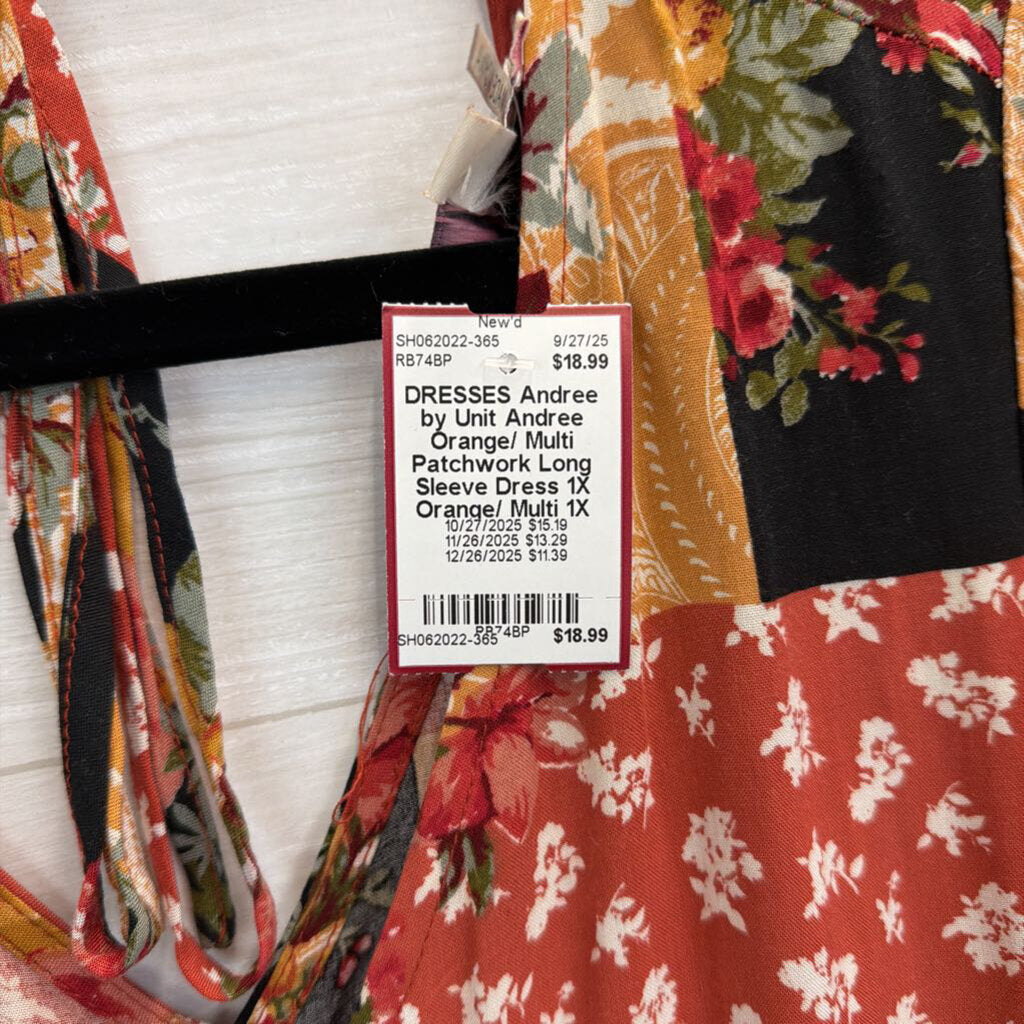 New'd
SH062022-365 9/27/25
RB74BP $18.99
DRESSES Andree
by Unit Andree
Orange/ Multi
Patchwork Long
Sleeve Dress 1X
Orange/ Multi 1X
10/27/2025 $15.19
11/26/2025 $13.29
12/26/2025 $11.39
RB74BP
SH062022-365 $18.99